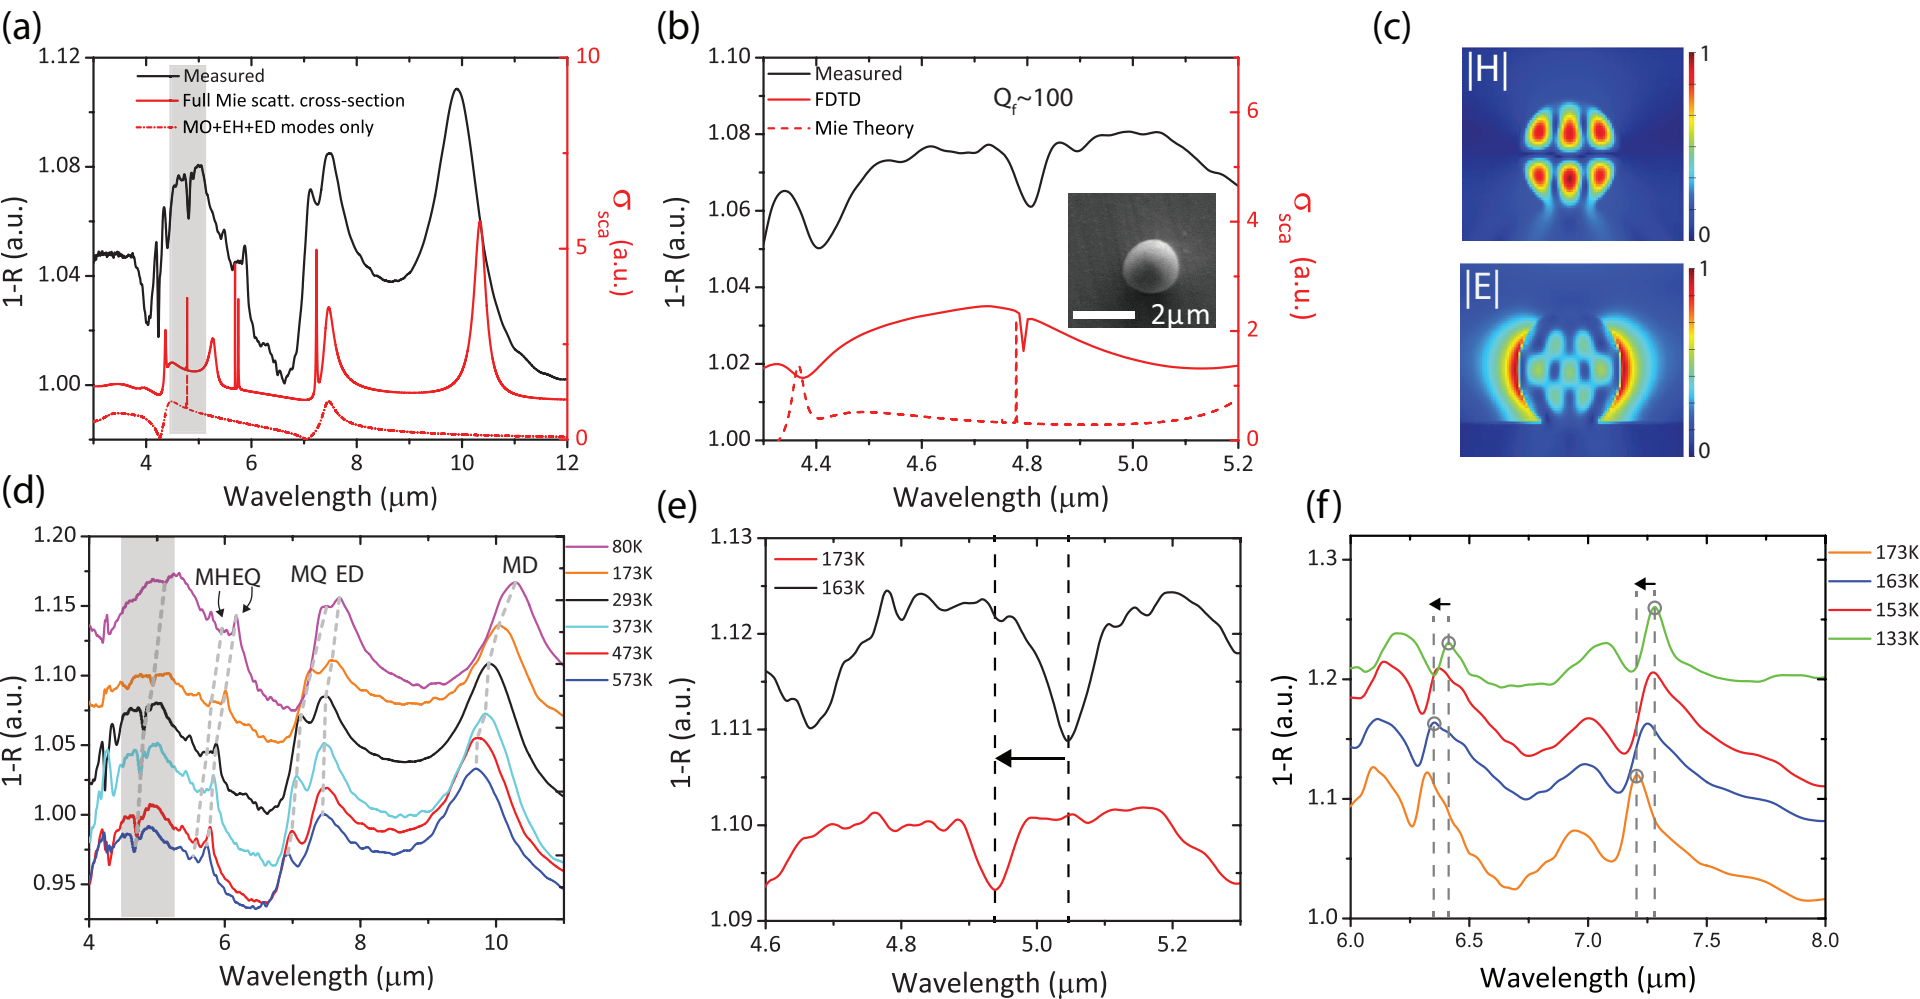 (a)
1.12
1.08
1.04
1.00
10
5
0
Measured
Full Mie scatt. cross-section
MO+EH+ED modes only
1-R (a.u.)
σsca (a.u.)
4 6 8 10 12
Wavelength (μm)
(b)
1.10
1.08
1.06
1.04
1.02
1.00
6
4
2
0
Measured
FDTD
Mie Theory
Qf~100
2μm
1-R (a.u.)
σsca (a.u.)
4.4 4.6 4.8 5.0 5.2
Wavelength (μm)
(c)
|H|
1
0
|E|
1
0
(d)
1.20
1.15
1.10
1.05
1.00
0.95
MH EQ MQ ED MD
80K
173K
293K
373K
473K
573K
1-R (a.u.)
4 6 8 10
Wavelength (μm)
(e)
1.13
1.12
1.11
1.10
1.09
173K
163K
1-R (a.u.)
4.6 4.8 5.0 5.2
Wavelength (μm)
(f)
1.3
1.2
1.1
1.0
173K
163K
153K
133K
1-R (a.u.)
6.0 6.5 7.0 7.5 8.0
Wavelength (μm)